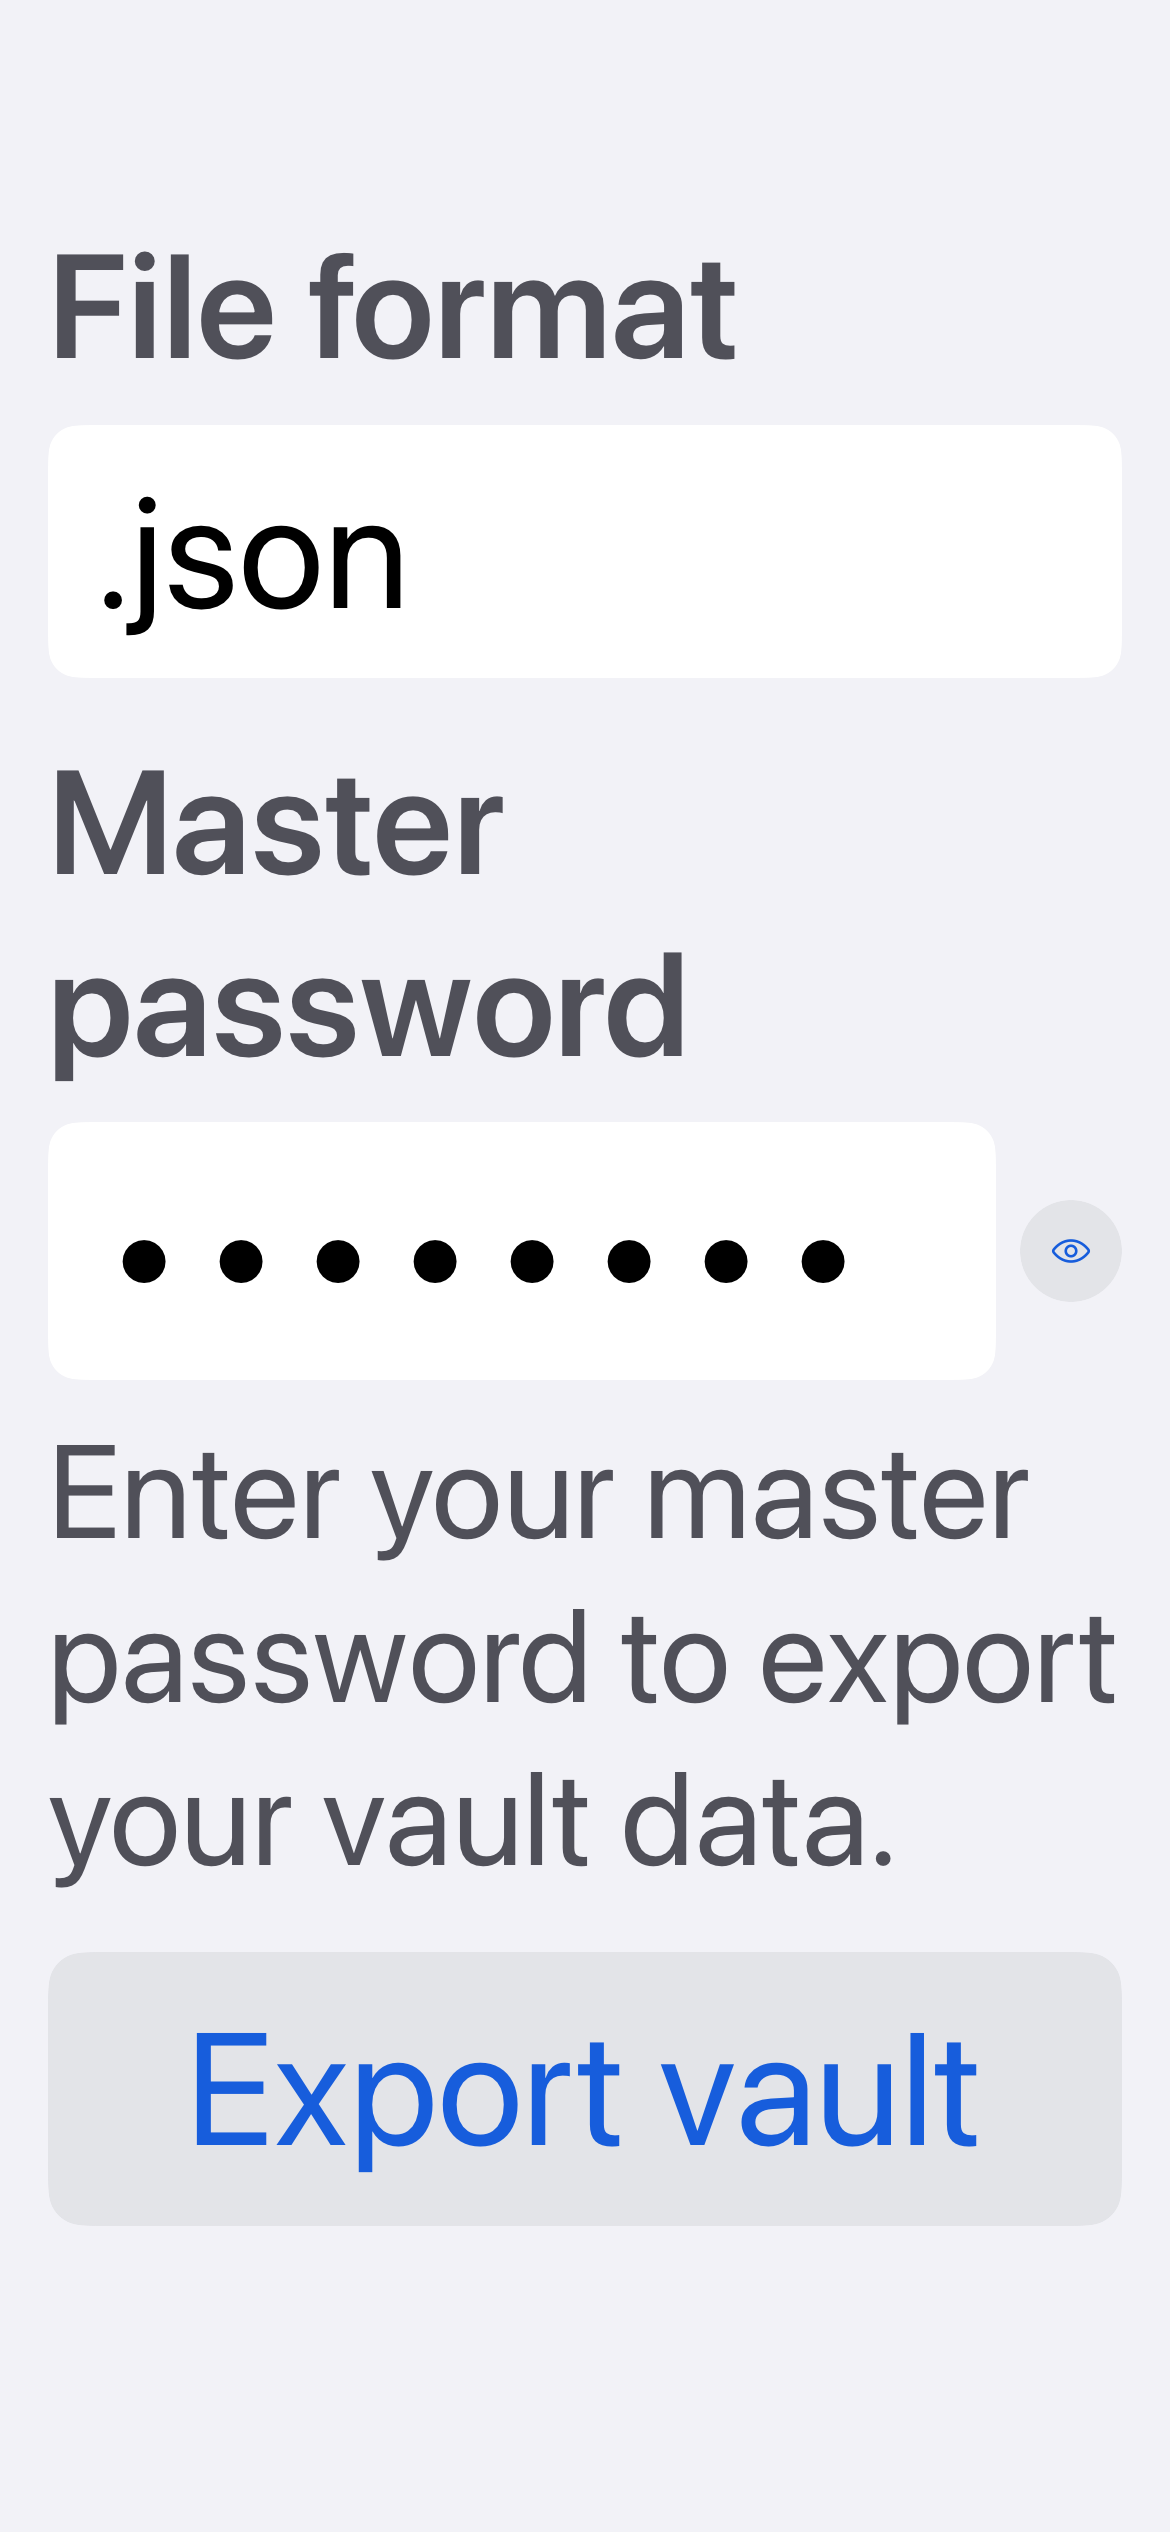 File format
.json
Master
password
••••••••
Enter your master
password to export
your vault data.
Export vault